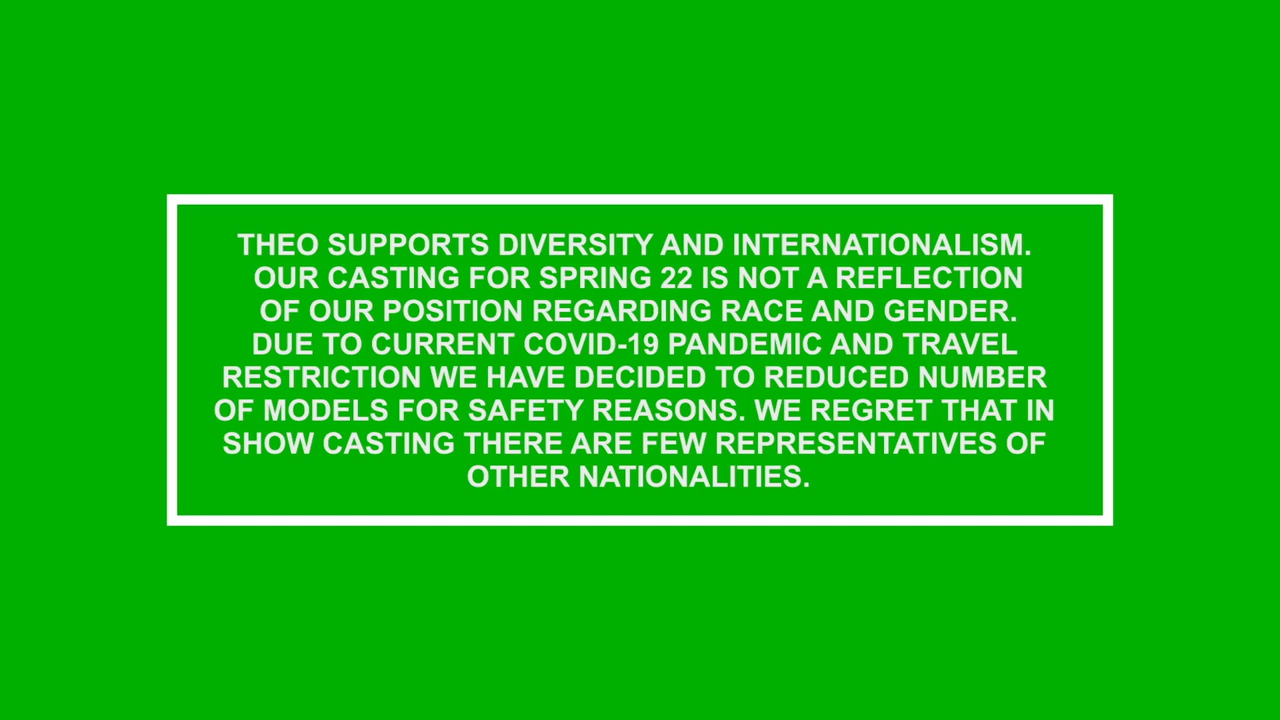 THEO SUPPORTS DIVERSITY AND INTERNATIONALISM.
OUR CASTING FOR SPRING 22 IS NOT A REFLECTION
OF OUR POSITION REGARDING RACE AND GENDER.
DUE TO CURRENT COVID-19 PANDEMIC AND TRAVEL
RESTRICTION WE HAVE DECIDED TO REDUCED NUMBER
OF MODELS FOR SAFETY REASONS. WE REGRET THAT IN
SHOW CASTING THERE ARE FEW REPRESENTATIVES OF
OTHER NATIONALITIES.